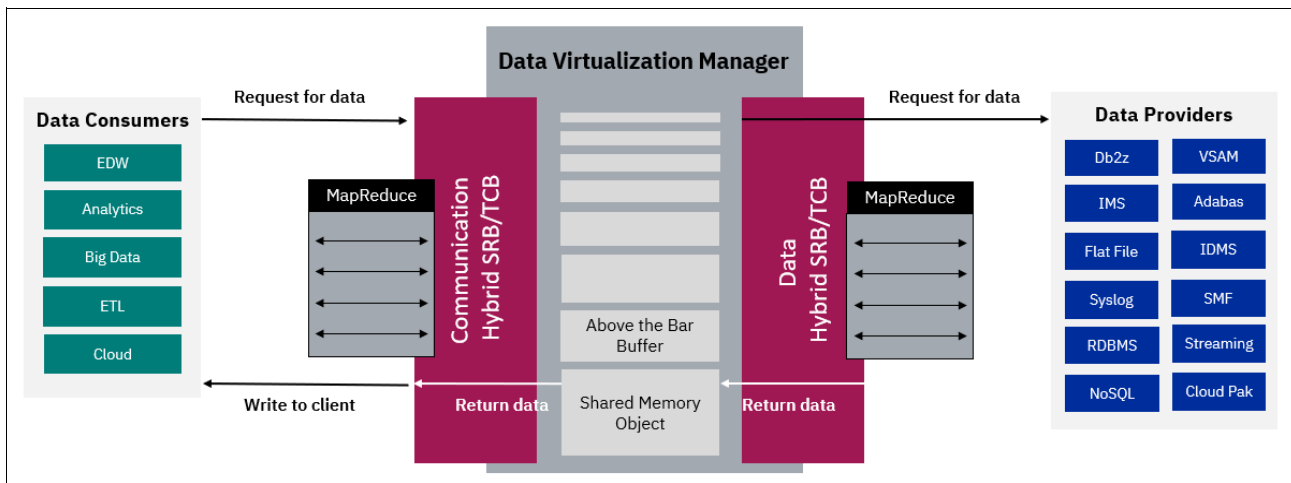 Data Virtualization Manager
Request for data
Request for data
Data Consumers
EDW
Analytics
Big Data
ETL
Cloud
MapReduce
Communication
Hybrid SRB/TCB
Above the Bar
Buffer
Shared Memory
Object
Data
Hybrid SRB/TCB
MapReduce
Data Providers
Db2z
VSAM
IMS
Adabas
Flat File
IDMS
Syslog
SMF
RDBMS
Streaming
NoSQL
Cloud Pak
Write to client
Return data
Return data